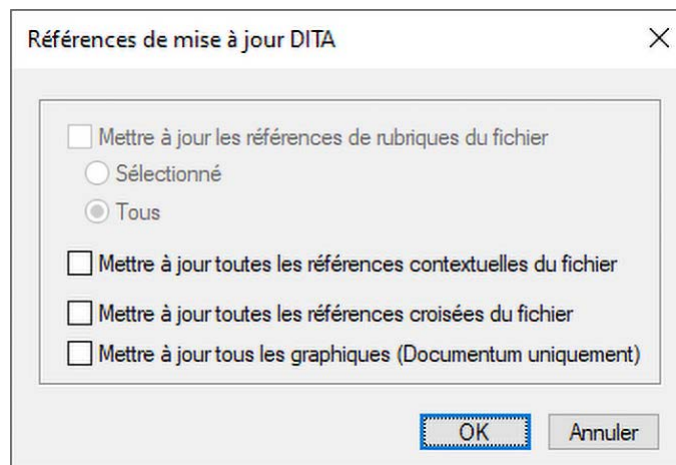 Références de mise à jour DITA
Mettre à jour les références de rubriques du fichier
Sélectionné
Tous
Mettre à jour toutes les références contextuelles du fichier
Mettre à jour toutes les références croisées du fichier
Mettre à jour tous les graphiques (Documentum uniquement)
OK Annuler